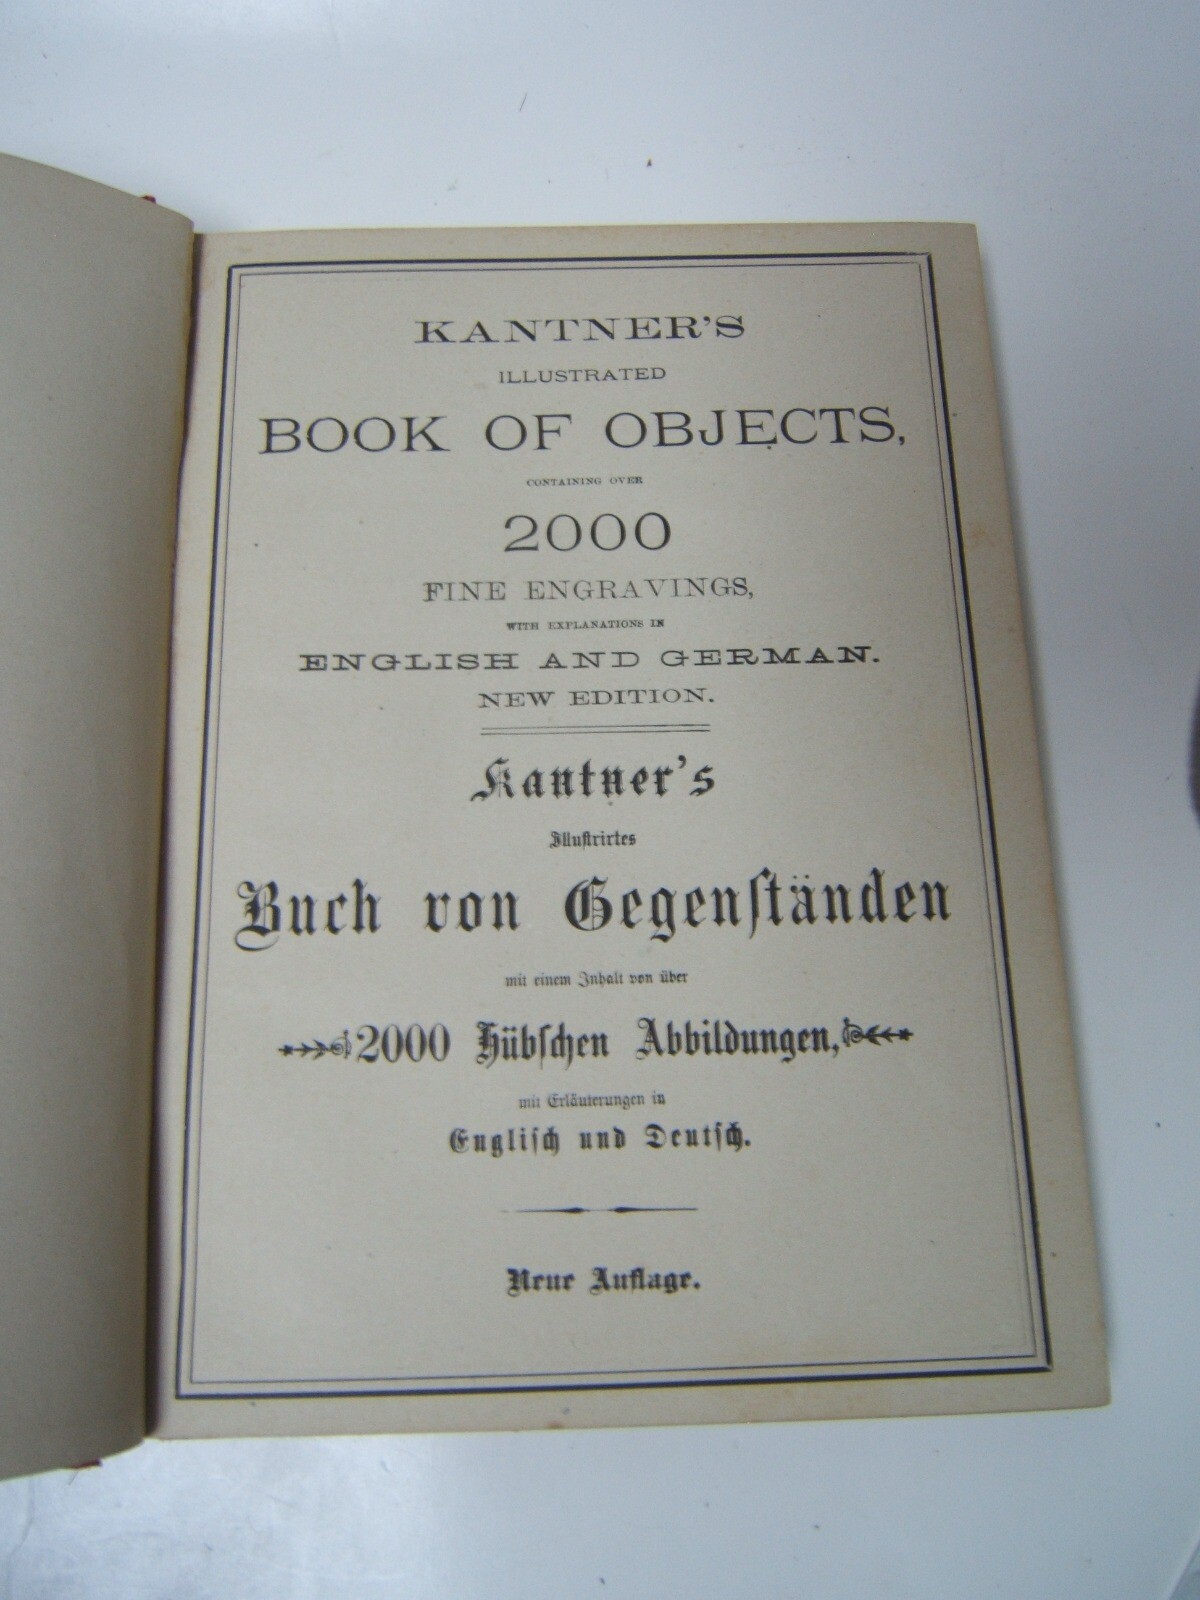 KANTNER'S
ILLUSTRATED
BOOK OF OBJECTS,
CONTAINING OVER
2000
FINE ENGRAVINGS,
WITH EXPLANATIONS IN
ENGLISH AND GERMAN.
NEW EDITION.
Kantner's
Illustrirtes
Buch von Gegenständen
mit einem Inhalt von über
2000 Hübschen Abbildungen,
mit Erläuterungen in
Englisch und Deutsch.
Neue Auflage.